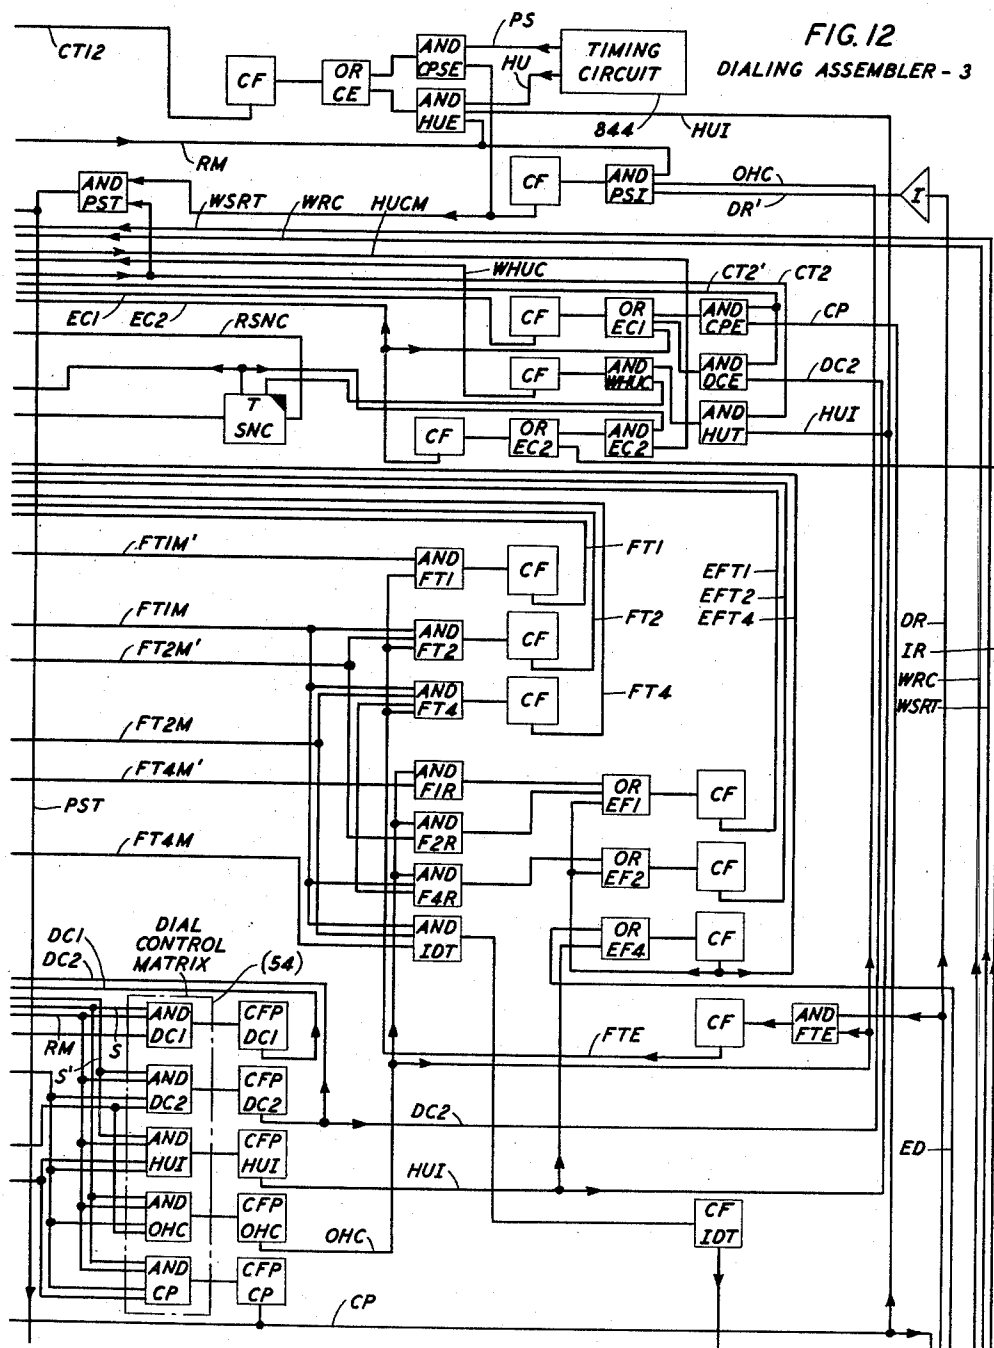 FIG. 12
DIALING ASSEMBLER - 3
CT12
CF
OR
CE
AND
CPSE
AND
HUE
PS
HU
TIMING
CIRCUIT
844
HUI
RM
AND
PST
WSRT
WRC
HUCM
CF
AND
PSI
OHC
DR'
I
WHUC
CT2'
CT2
EC1
EC2
RSNC
CF
OR
EC1
AND
CPE
CP
CF
AND
WHUC
AND
DCE
DC2
T
SNC
CF
OR
EC2
AND
EC2
AND
HUT
HUI
FT1M'
AND
FT1
CF
FT1
EFT1
EFT2
EFT4
FT1M
FT2M'
AND
FT2
CF
FT2
DR
IR
WRC
WSRT
AND
FT4
CF
FT4
FT2M
FT4M'
AND
F1R
OR
EF1
CF
PST
AND
F2R
FT4M
AND
F4R
OR
EF2
CF
AND
IDT
OR
EF4
CF
DC1
DC2
DIAL
CONTROL
MATRIX
(54)
RM
S
S'
AND
DC1
CFP
DC1
CF
AND
FTE
FTE
AND
DC2
CFP
DC2
DC2
AND
HUI
CFP
HUI
HUI
ED
AND
OHC
CFP
OHC
OHC
CF
IDT
AND
CP
CFP
CP
CP